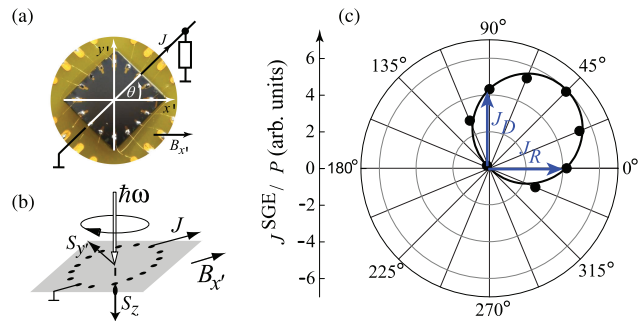 (a)
y'
J
θ
x'
B_x'
(b)
ħω
S_y'
J
B_x'
S_z
(c)
J^SGE / P (arb. units)
6
4
2
0
-2
-4
-6
90°
135°
45°
180°
0°
225°
315°
270°
J_D
J_R